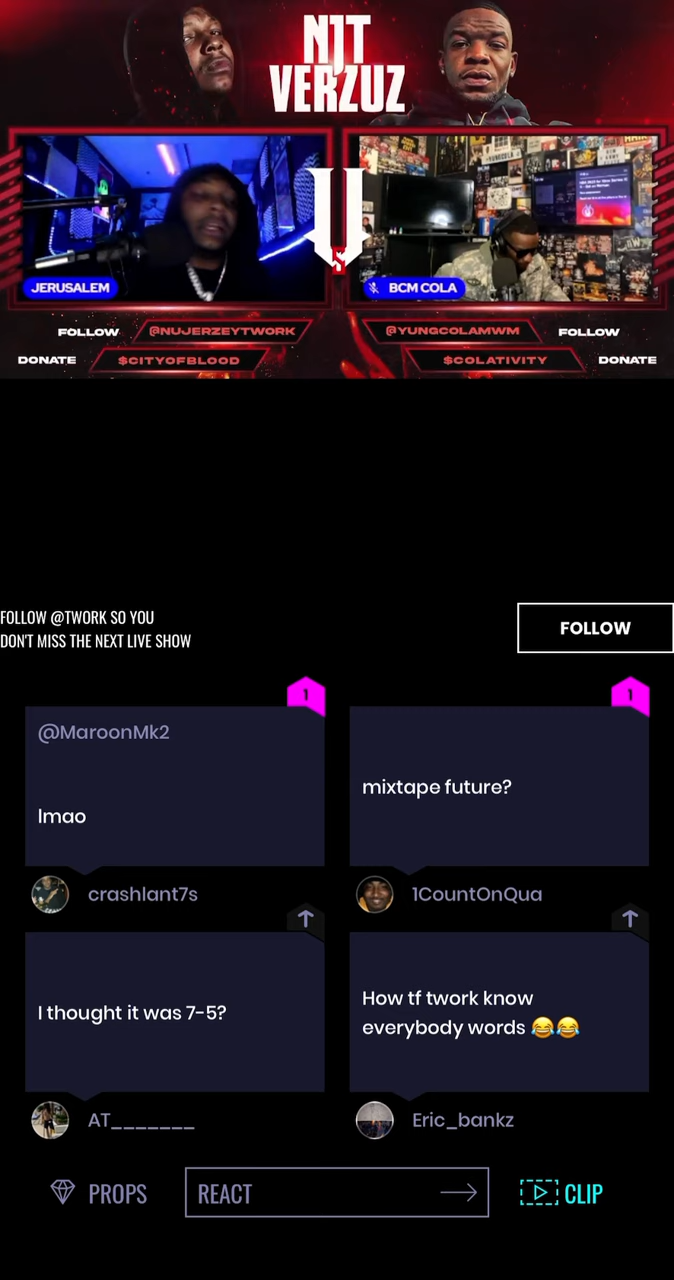 NJT
VERZUZ
JERUSALEM
BCM COLA
FOLLOW
@NUJERZEYTWORK
@YUNGCOLAMWM
FOLLOW
DONATE
$CITYOFBLOOD
$COLATIVITY
DONATE
FOLLOW @TWORK SO YOU
DON'T MISS THE NEXT LIVE SHOW
FOLLOW
1
1
@MaroonMk2
lmao
mixtape future?
crashlant7s
1CountOnQua
I thought it was 7-5?
How tf twork know
everybody words 😂😂
AT_______
Eric_bankz
PROPS
REACT
CLIP